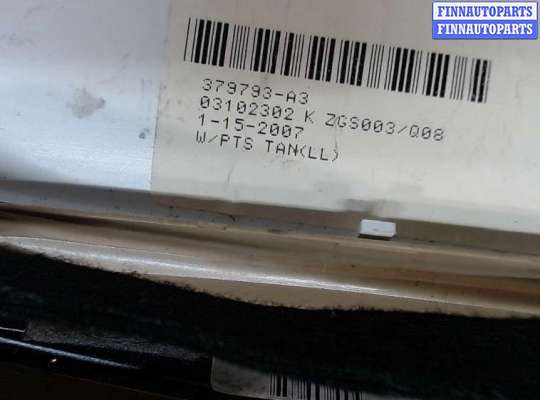 FINNAUTOPARTS
FINNAUTOPARTS
379793-A3
03102302 K ZGS003/Q08
1-15-2007
W/PTS TAN(LL)